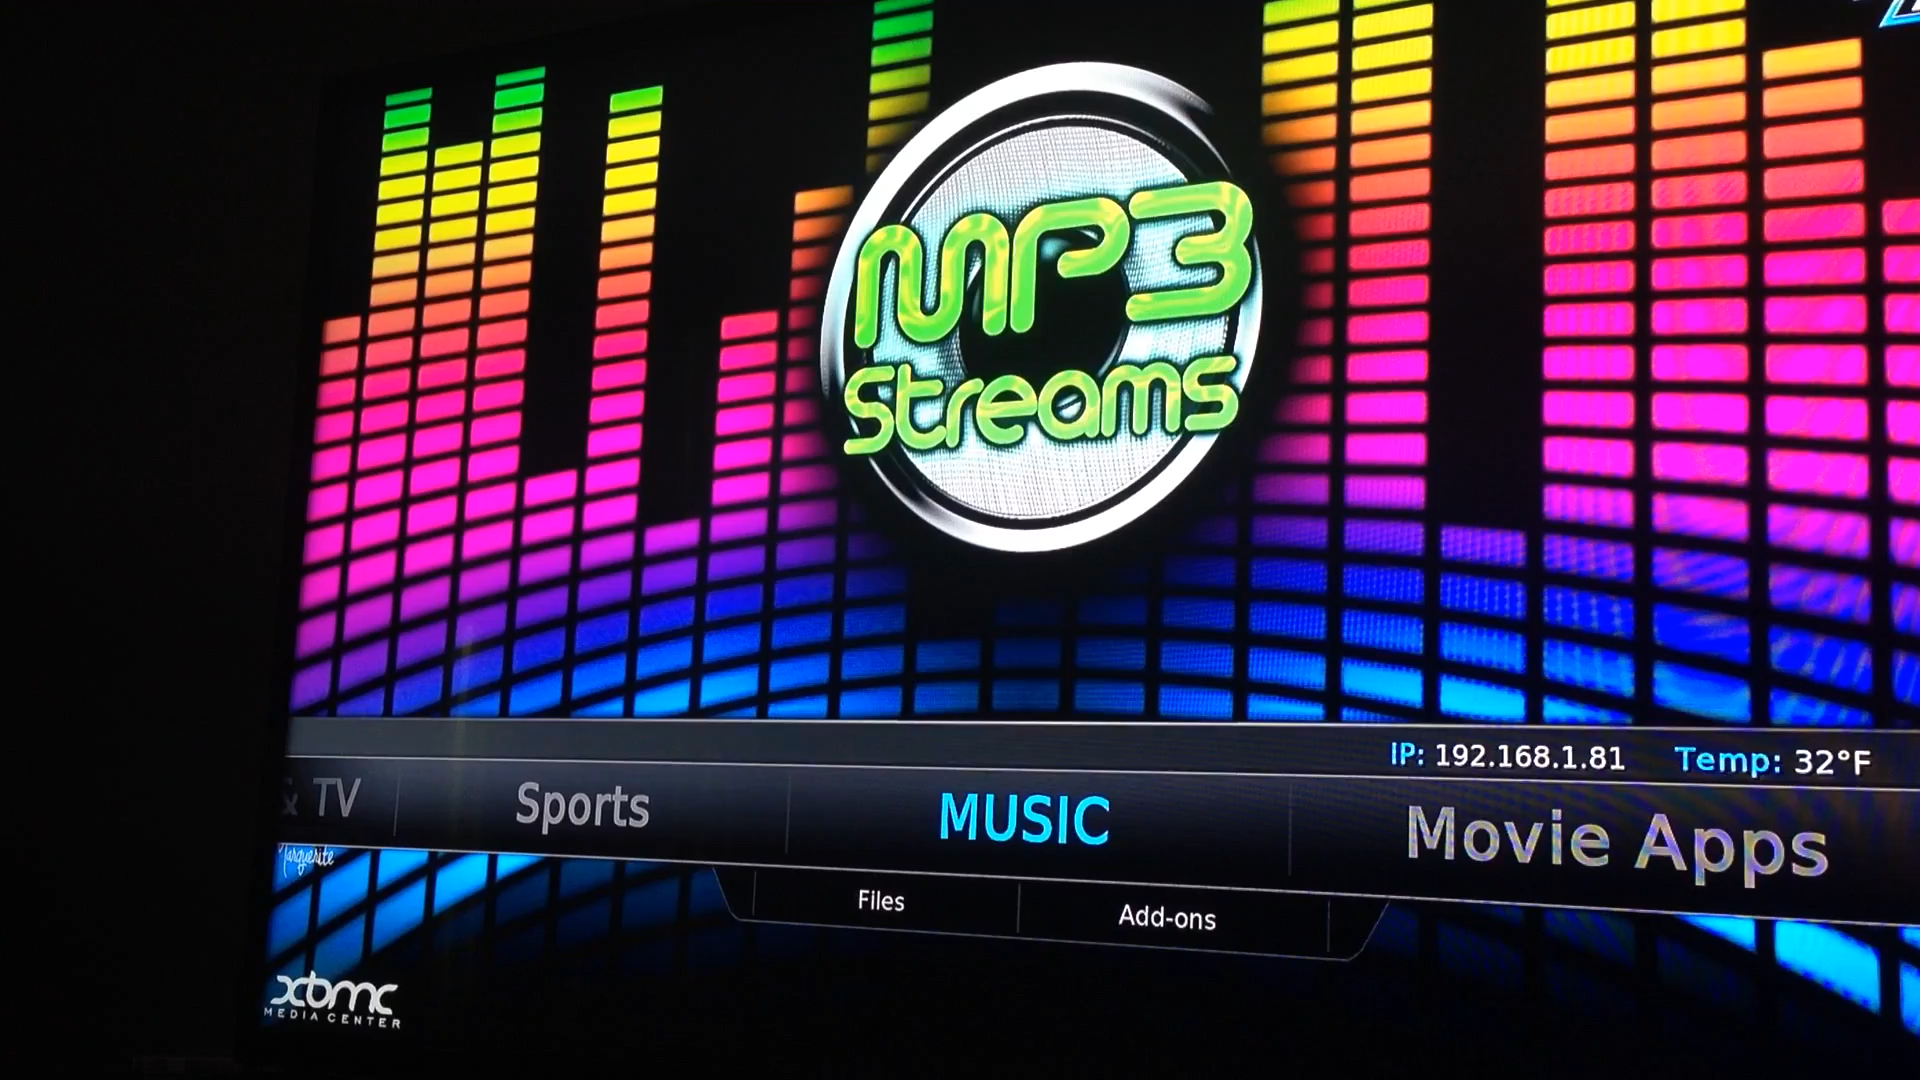 MP3
Streams
IP: 192.168.1.81 Temp: 32°F
& TV Sports MUSIC Movie Apps
Marguerite
Files Add-ons
xbmc
MEDIA CENTER